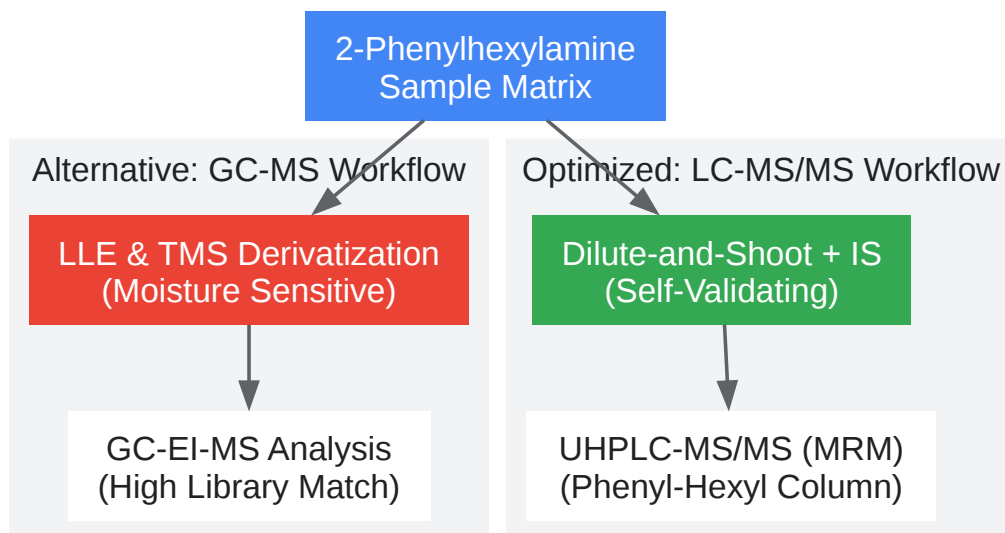 2-Phenylhexylamine
Sample Matrix
Alternative: GC-MS Workflow
LLE & TMS Derivatization
(Moisture Sensitive)
GC-EI-MS Analysis
(High Library Match)
Optimized: LC-MS/MS Workflow
Dilute-and-Shoot + IS
(Self-Validating)
UHPLC-MS/MS (MRM)
(Phenyl-Hexyl Column)